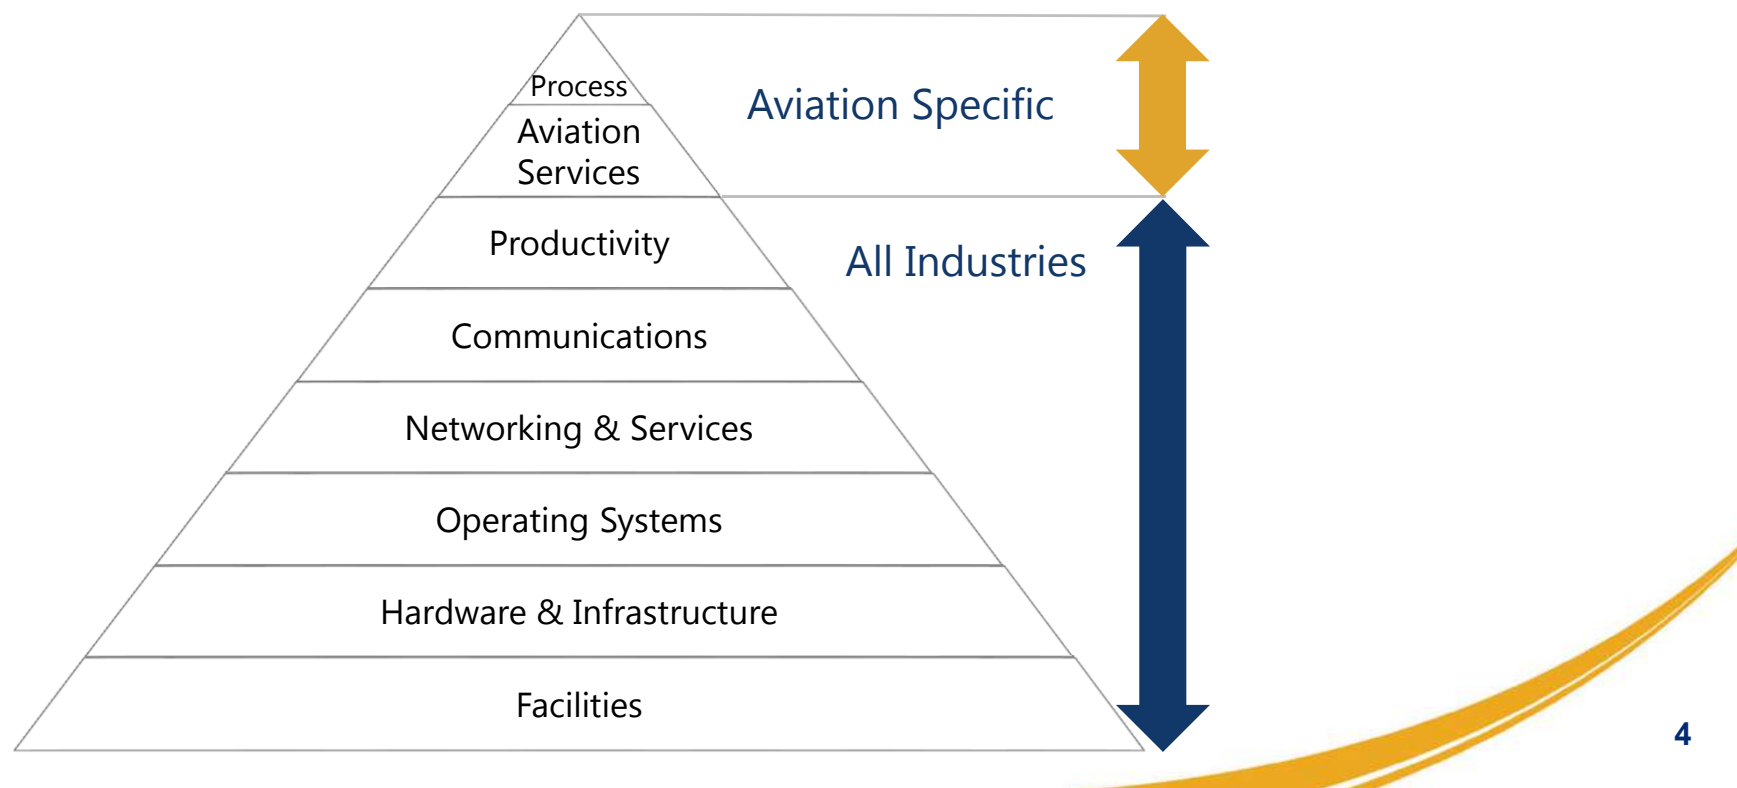 Process
Aviation
Services
Aviation Specific
Productivity
All Industries
Communications
Networking & Services
Operating Systems
Hardware & Infrastructure
Facilities
4